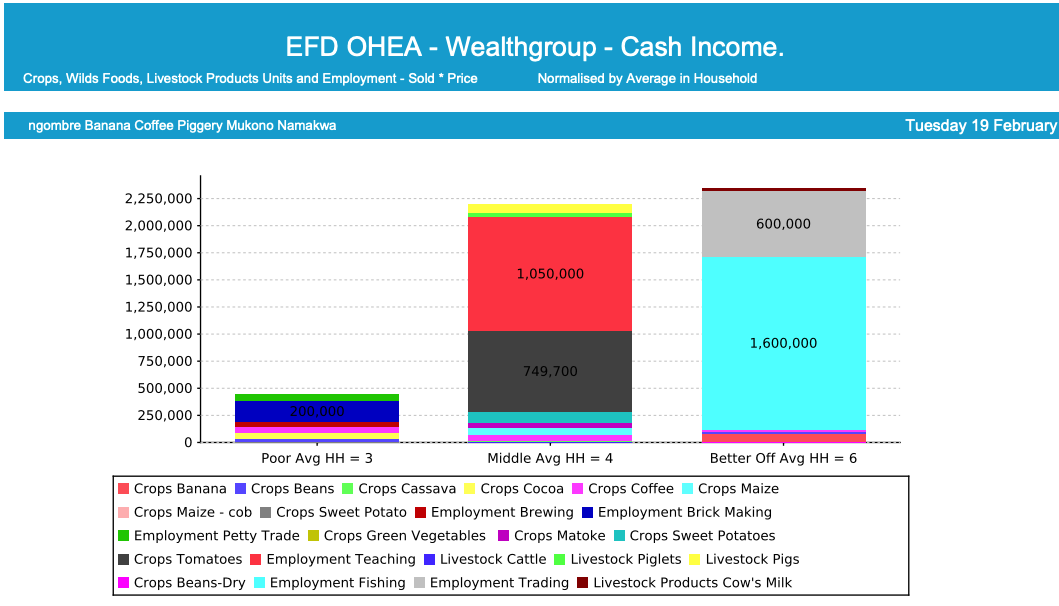 EFD OHEA - Wealthgroup - Cash Income.
Crops, Wilds Foods, Livestock Products Units and Employment - Sold * Price Normalised by Average in Household
ngombre Banana Coffee Piggery Mukono Namakwa Tuesday 19 February
2,250,000
2,000,000
1,750,000
1,500,000
1,250,000
1,000,000
750,000
500,000
250,000
0
200,000
1,050,000
749,700
600,000
1,600,000
Poor Avg HH = 3 Middle Avg HH = 4 Better Off Avg HH = 6
Crops Banana Crops Beans Crops Cassava Crops Cocoa Crops Coffee Crops Maize
Crops Maize - cob Crops Sweet Potato Employment Brewing Employment Brick Making
Employment Petty Trade Crops Green Vegetables Crops Matoke Crops Sweet Potatoes
Crops Tomatoes Employment Teaching Livestock Cattle Livestock Piglets Livestock Pigs
Crops Beans-Dry Employment Fishing Employment Trading Livestock Products Cow's Milk